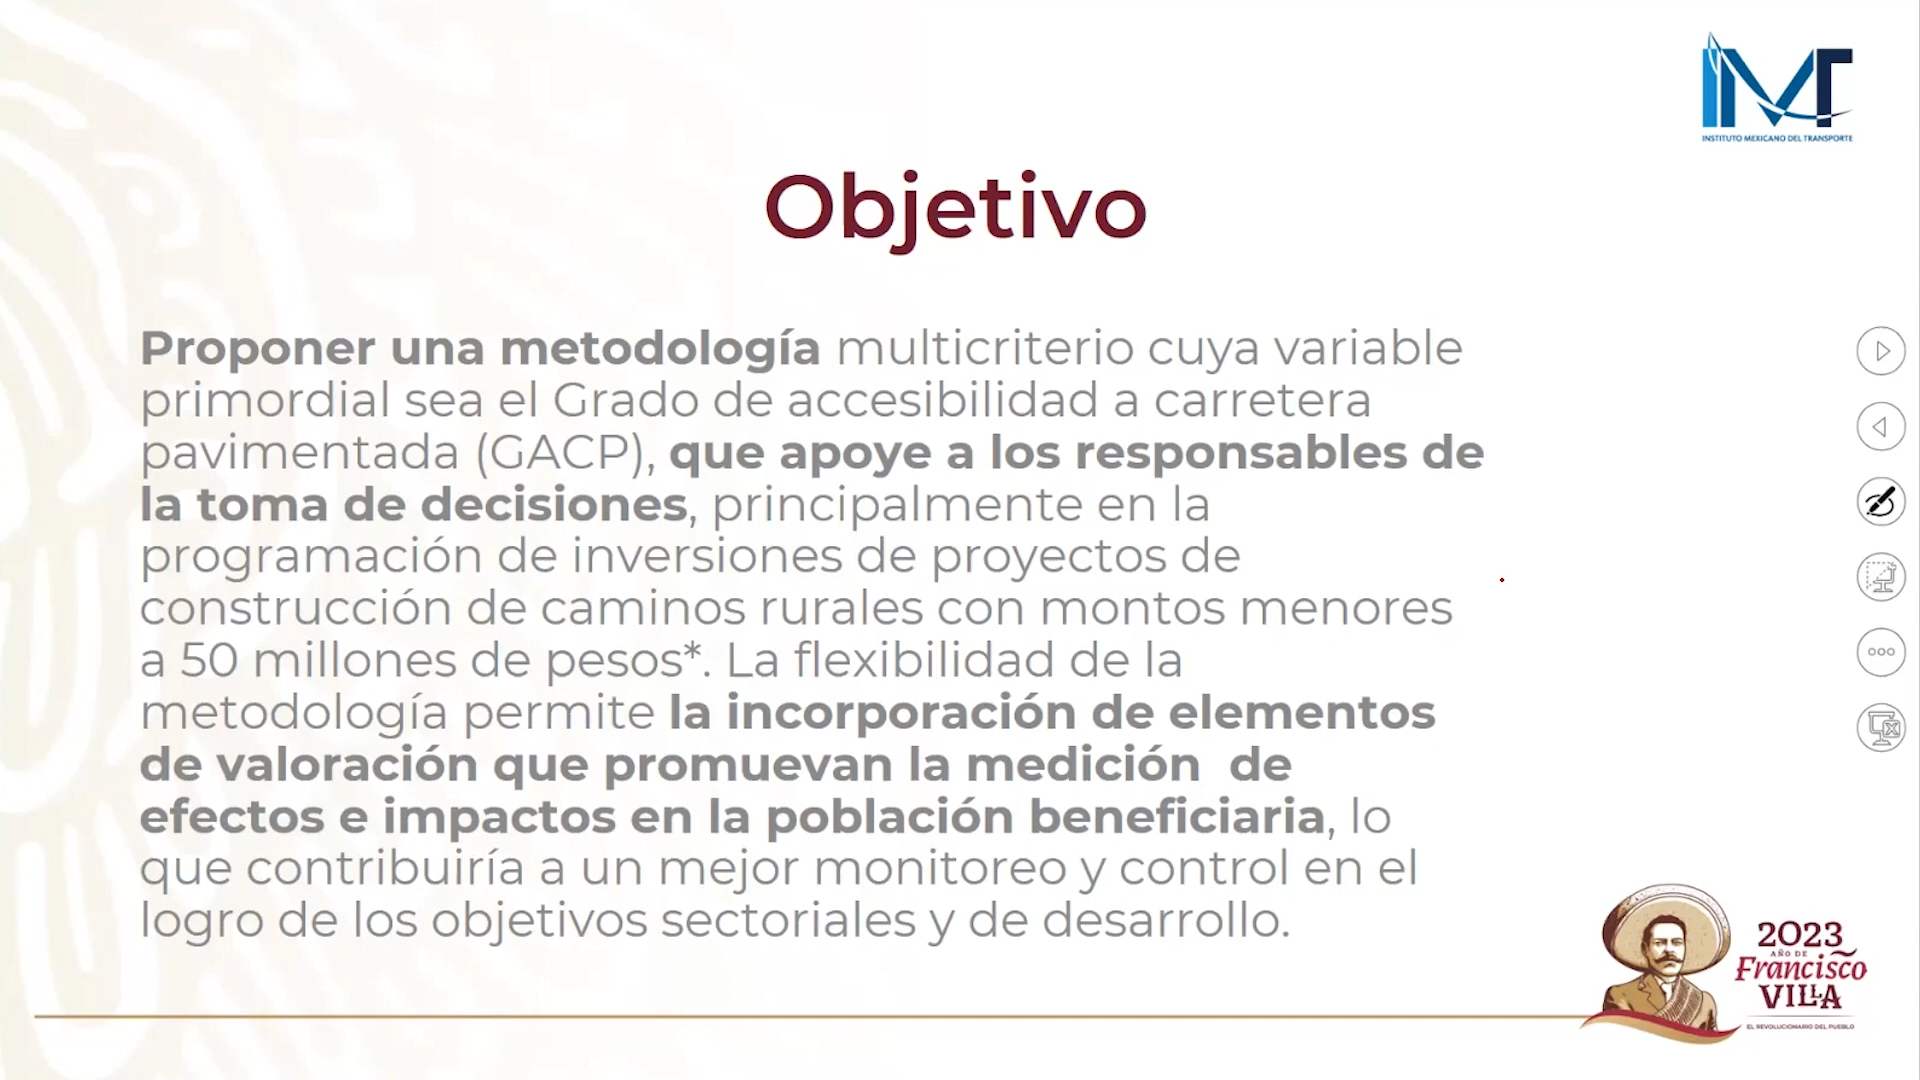 INSTITUTO MEXICANO DEL TRANSPORTE
Objetivo
Proponer una metodología multicriterio cuya variable
primordial sea el Grado de accesibilidad a carretera
pavimentada (GACP), que apoye a los responsables de
la toma de decisiones, principalmente en la
programación de inversiones de proyectos de
construcción de caminos rurales con montos menores
a 50 millones de pesos*. La flexibilidad de la
metodología permite la incorporación de elementos
de valoración que promuevan la medición  de
efectos e impactos en la población beneficiaria, lo
que contribuiría a un mejor monitoreo y control en el
logro de los objetivos sectoriales y de desarrollo.
2023
AÑO DE
Francisco
VILLA
EL REVOLUCIONARIO DEL PUEBLO